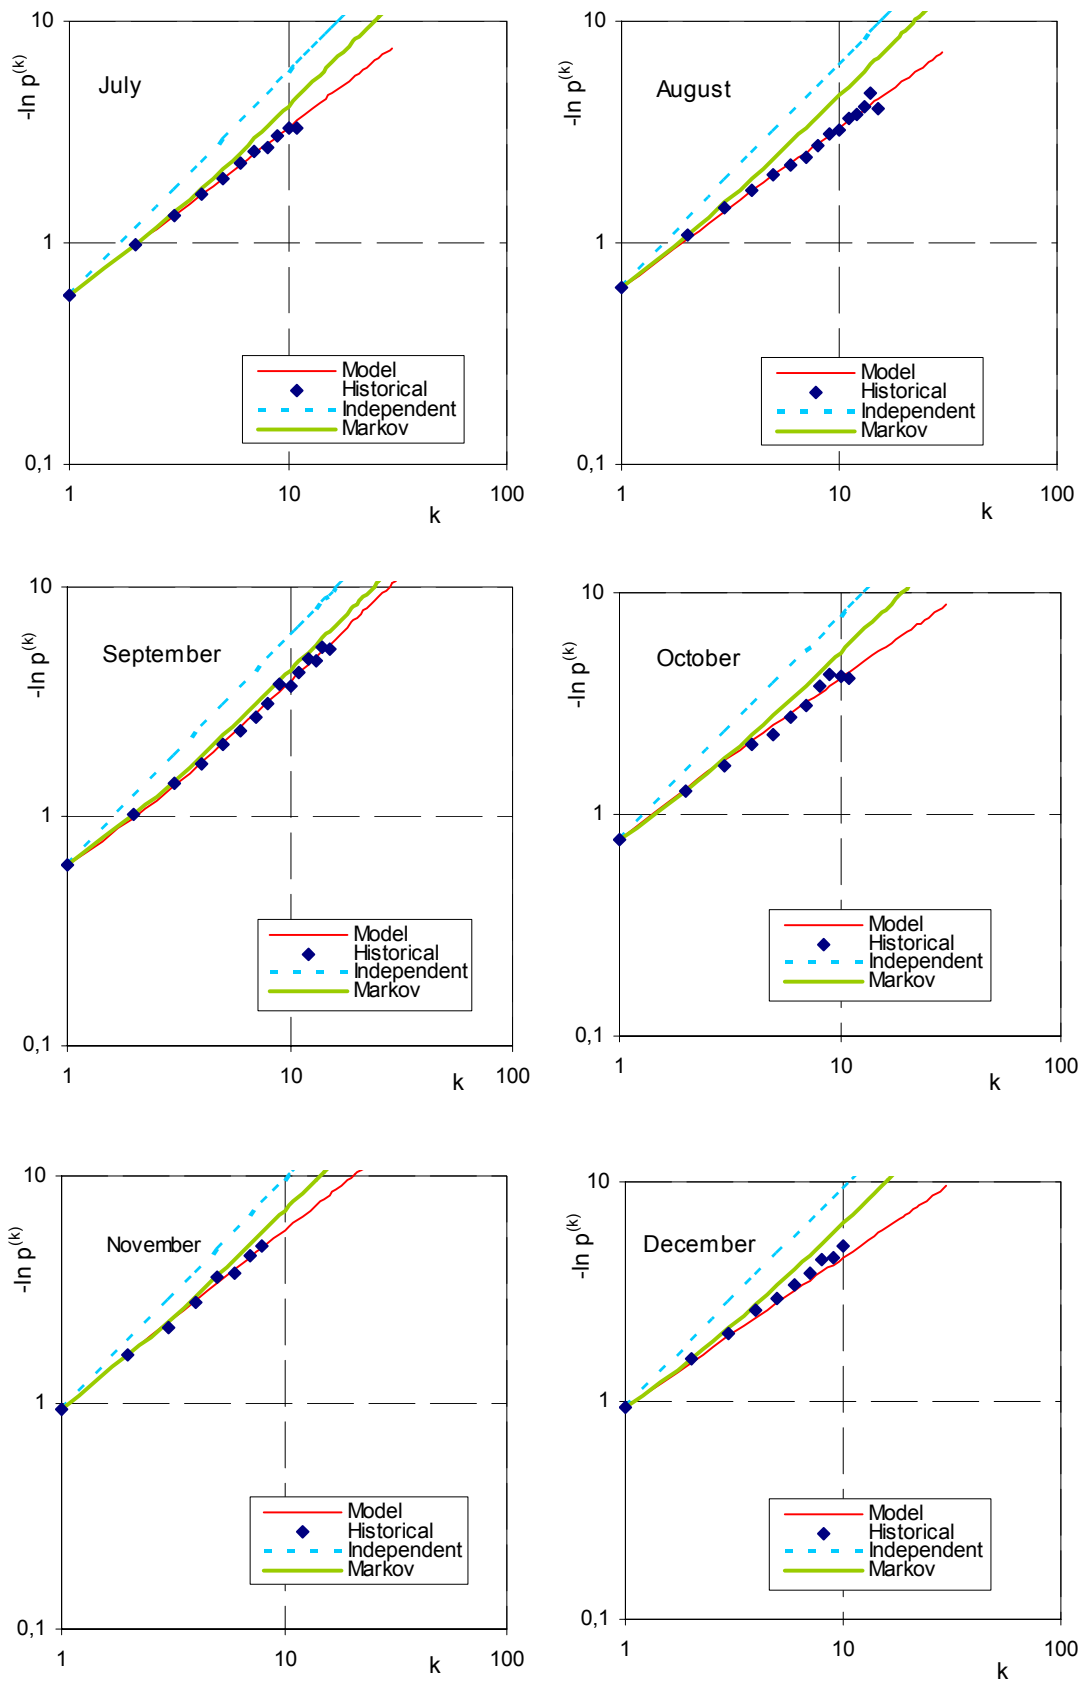 10
-ln p(k)
July
1
Model
Historical
Independent
Markov
0,1
1
10
100
k
10
-ln p(k)
August
1
Model
Historical
Independent
Markov
0,1
1
10
100
k
10
-ln p(k)
September
1
Model
Historical
Independent
Markov
0,1
1
10
100
k
10
-ln p(k)
October
1
Model
Historical
Independent
Markov
0,1
1
10
100
k
10
-ln p(k)
November
1
Model
Historical
Independent
Markov
0,1
1
10
100
k
10
-ln p(k)
December
1
Model
Historical
Independent
Markov
0,1
1
10
100
k